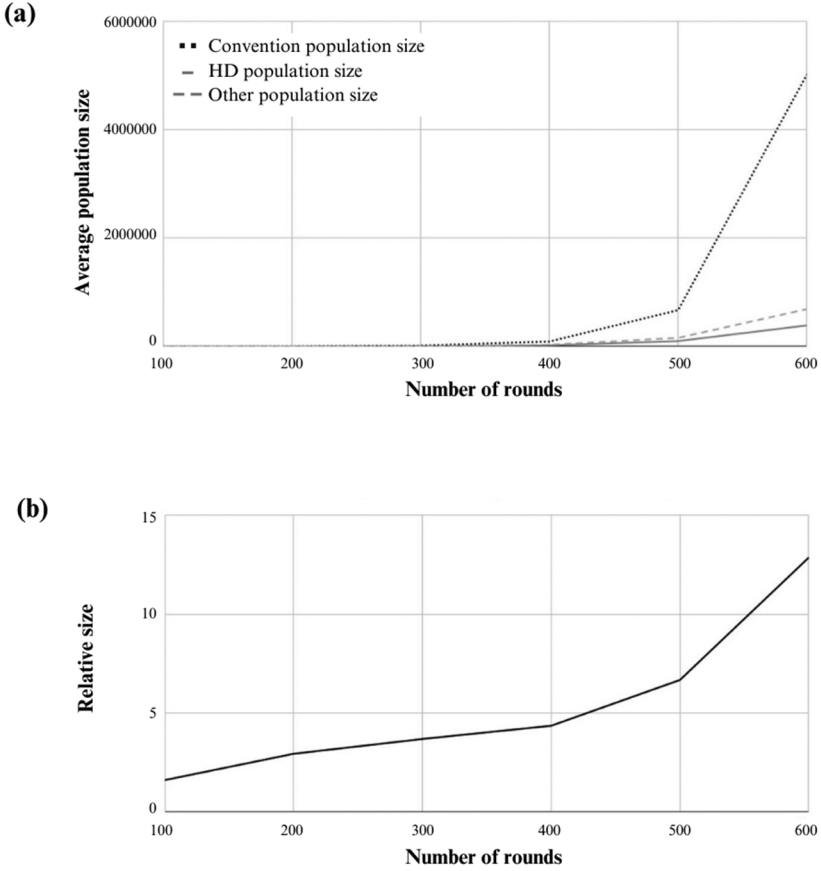 (a)
6000000
Convention population size
HD population size
Other population size
4000000
2000000
0
Average population size
100 200 300 400 500 600
Number of rounds
(b)
15
10
5
0
Relative size
100 200 300 400 500 600
Number of rounds